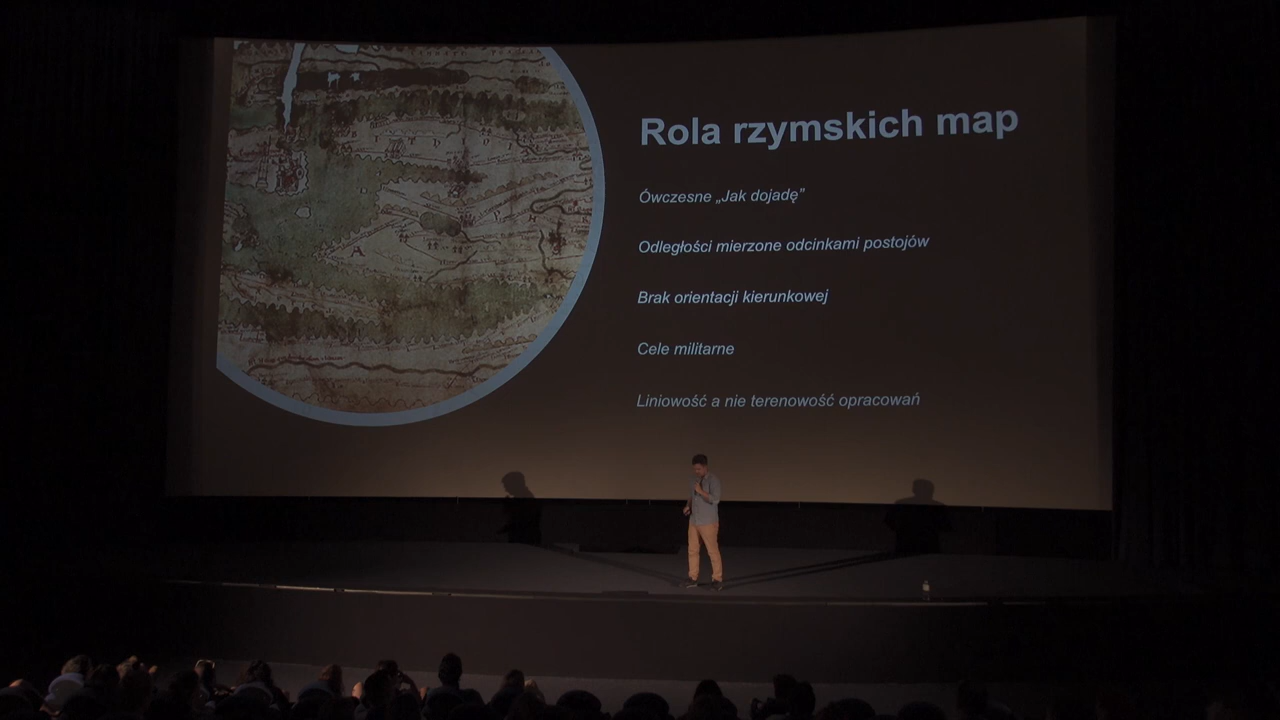 Rola rzymskich map
Ówczesne „Jak dojadę”
Odległości mierzone odcinkami postojów
Brak orientacji kierunkowej
Cele militarne
Liniowość a nie terenowość opracowań